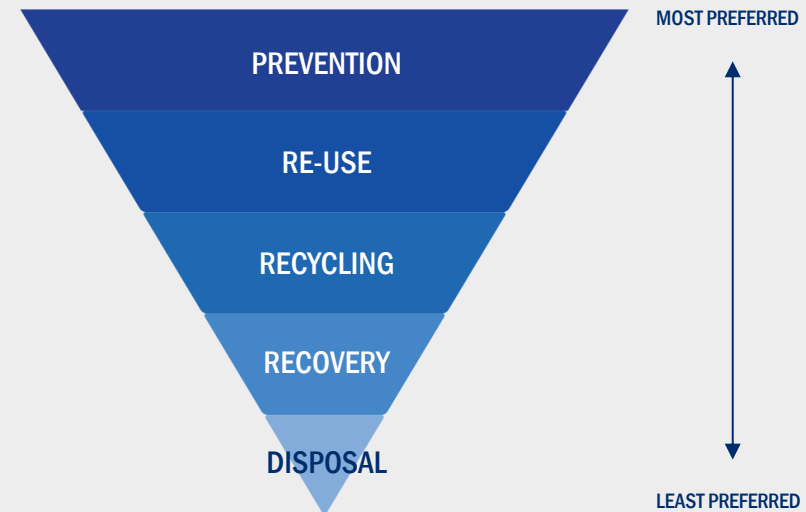 MOST PREFERRED
PREVENTION
RE-USE
RECYCLING
RECOVERY
DISPOSAL
LEAST PREFERRED